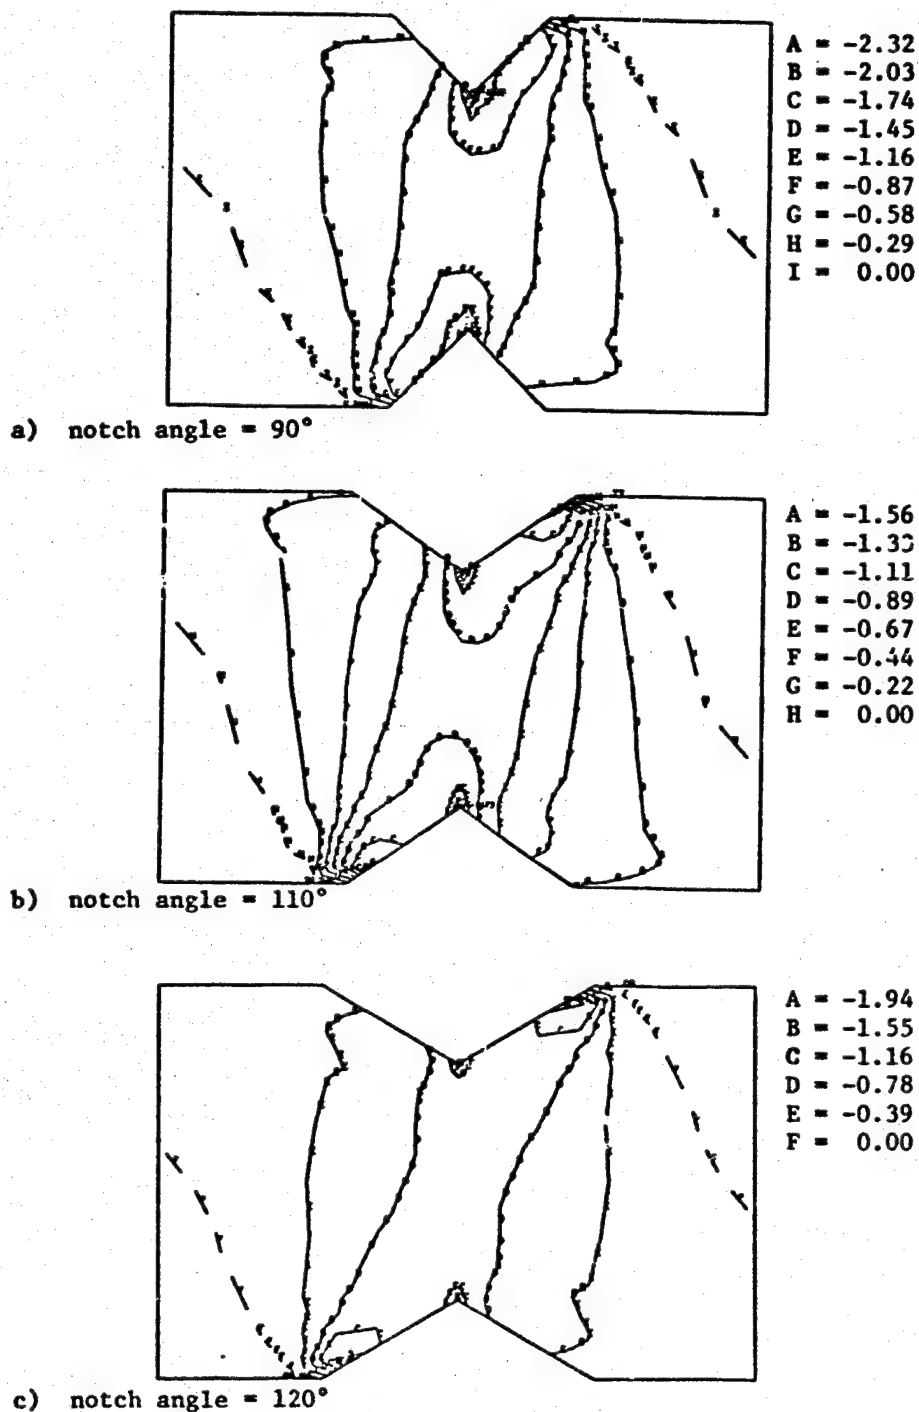 A = -2.32
B = -2.03
C = -1.74
D = -1.45
E = -1.16
F = -0.87
G = -0.58
H = -0.29
I = 0.00
a) notch angle = 90°
A = -1.56
B = -1.33
C = -1.11
D = -0.89
E = -0.67
F = -0.44
G = -0.22
H = 0.00
b) notch angle = 110°
A = -1.94
B = -1.55
C = -1.16
D = -0.78
E = -0.39
F = 0.00
c) notch angle = 120°